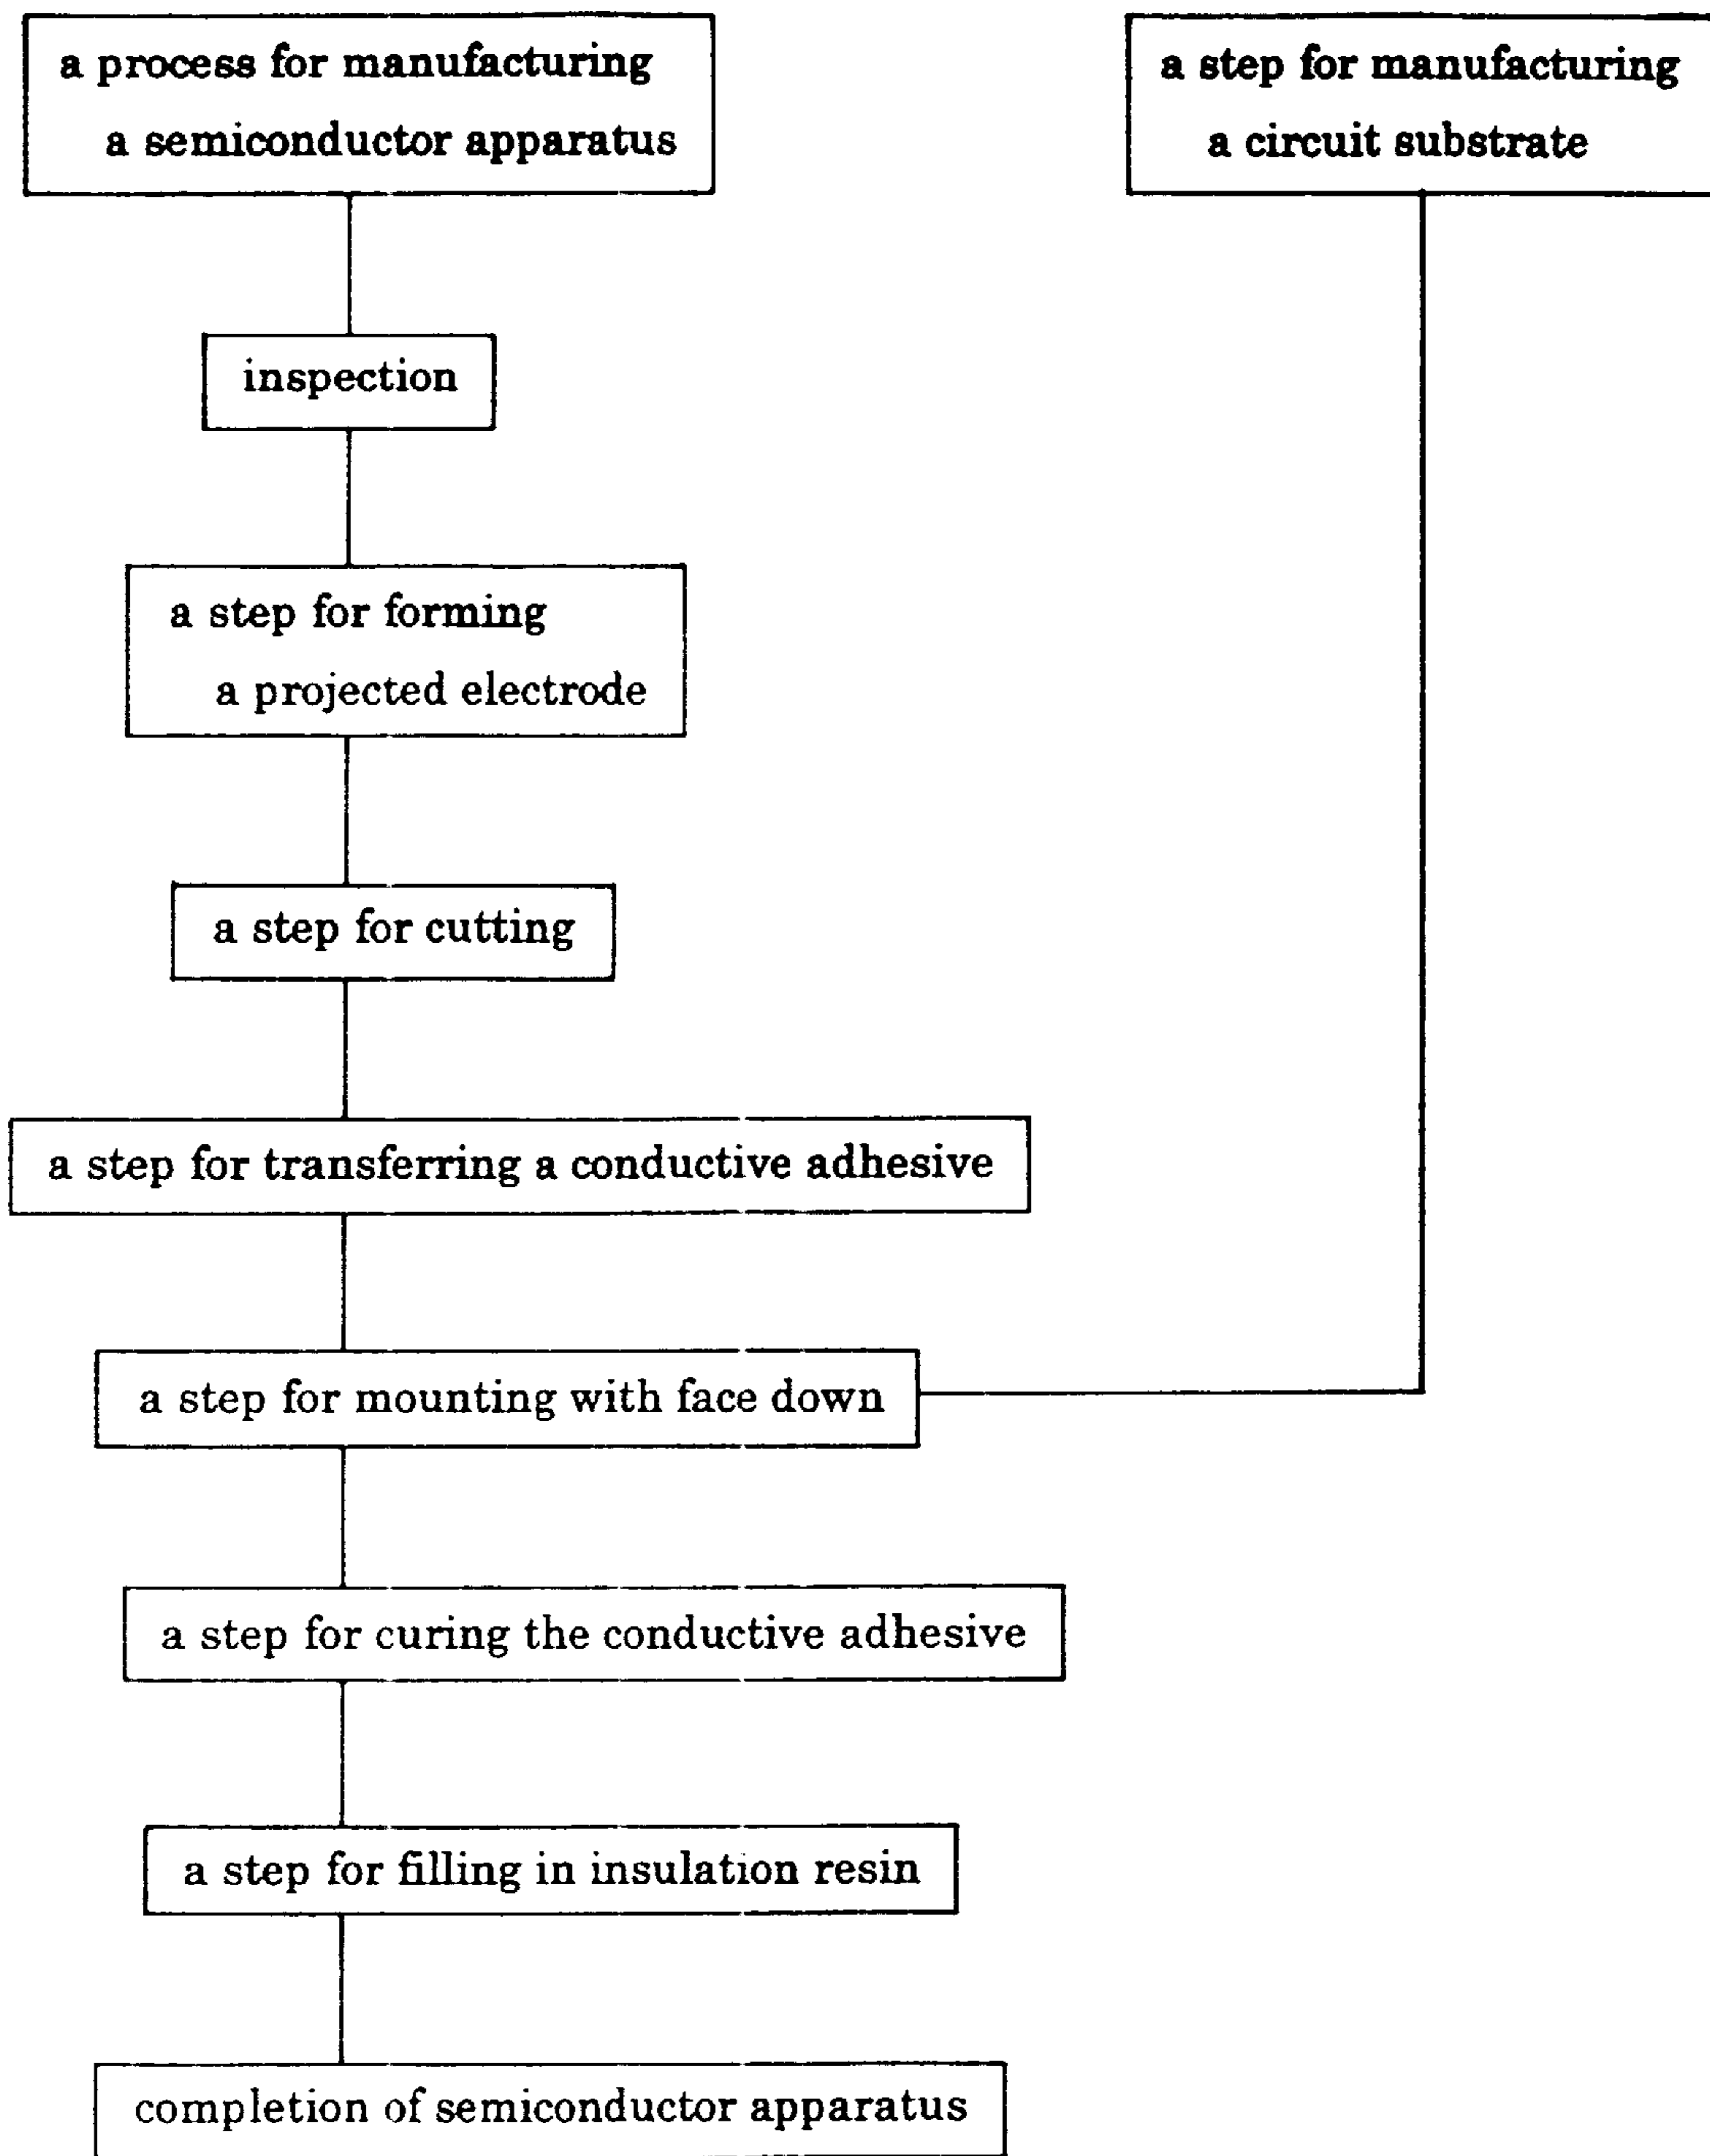 a process for manufacturing
a semiconductor apparatus
a step for manufacturing
a circuit substrate
inspection
a step for forming
a projected electrode
a step for cutting
a step for transferring a conductive adhesive
a step for mounting with face down
a step for curing the conductive adhesive
a step for filling in insulation resin
completion of semiconductor apparatus